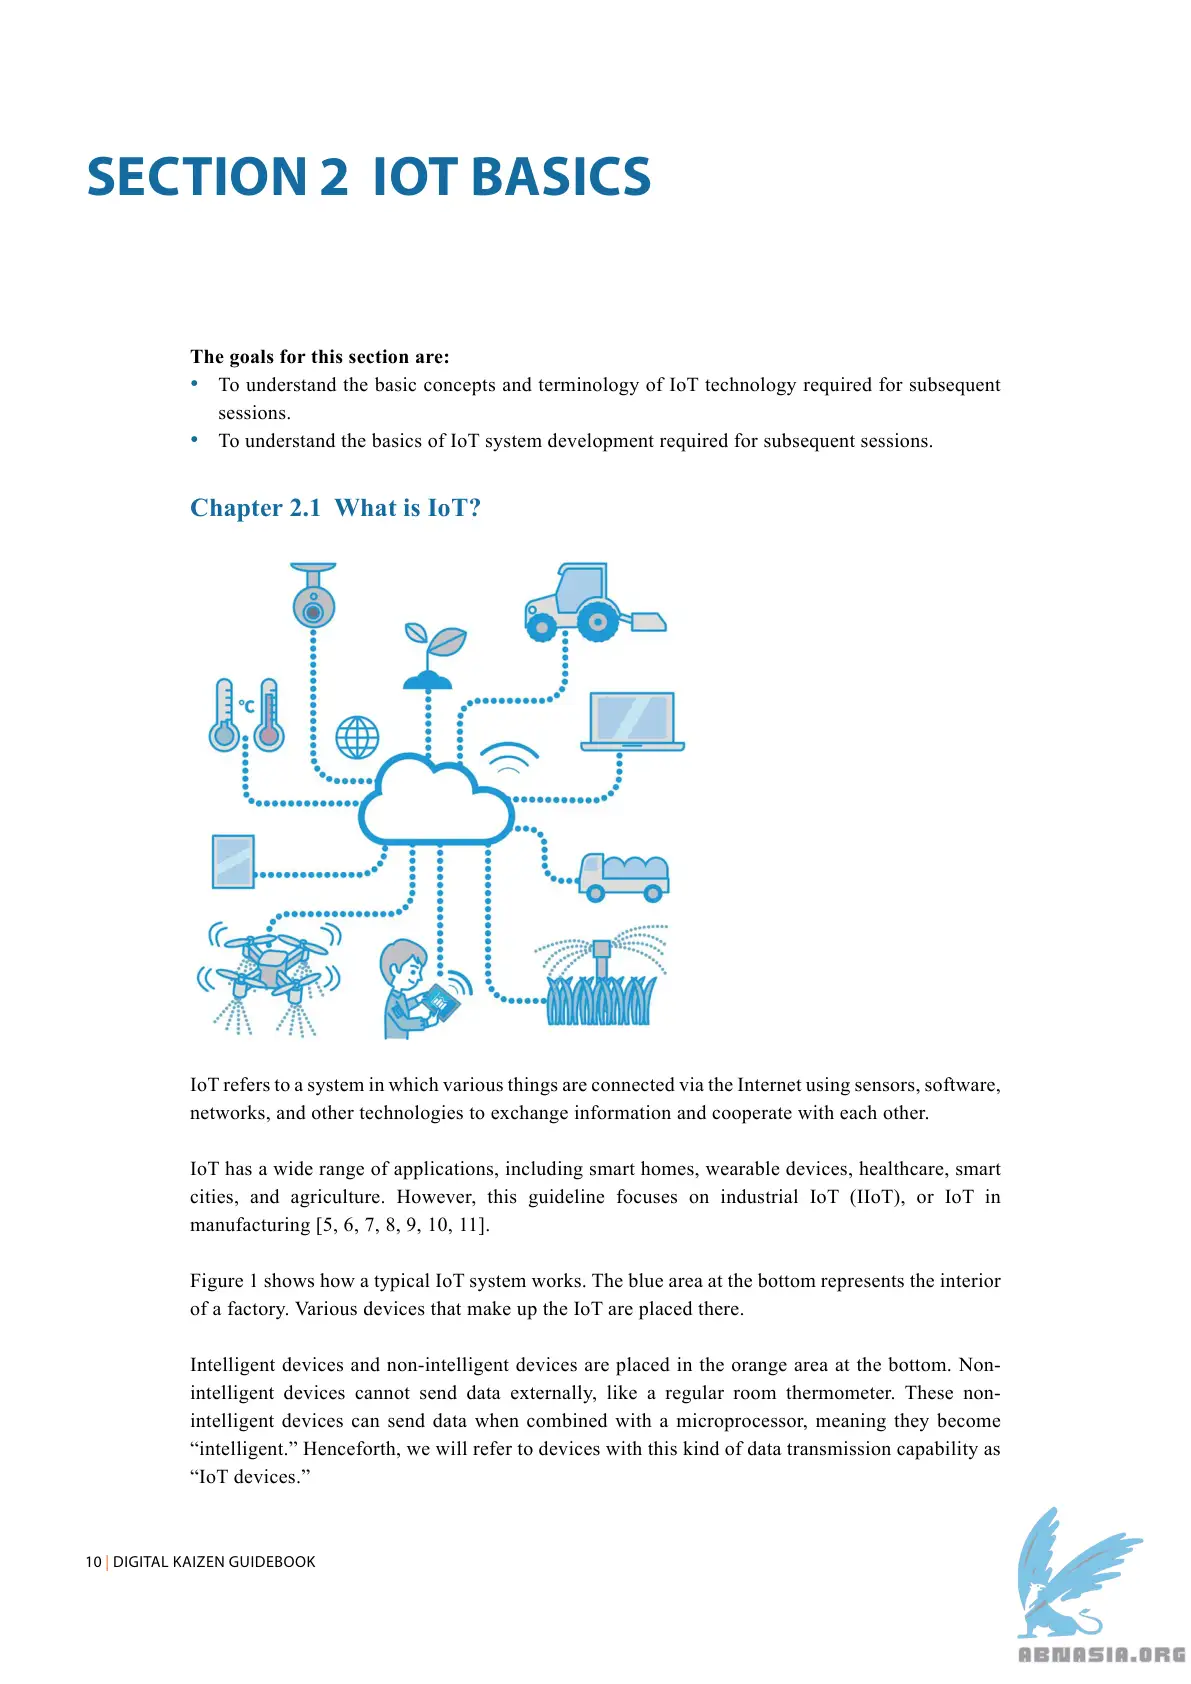 SECTION 2 IOT BASICS
The goals for this section are:
• To understand the basic concepts and terminology of IoT technology required for subsequent
sessions.
• To understand the basics of IoT system development required for subsequent sessions.
Chapter 2.1 What is IoT?
°C
IoT refers to a system in which various things are connected via the Internet using sensors, software,
networks, and other technologies to exchange information and cooperate with each other.
IoT has a wide range of applications, including smart homes, wearable devices, healthcare, smart
cities, and agriculture. However, this guideline focuses on industrial IoT (IIoT), or IoT in
manufacturing [5, 6, 7, 8, 9, 10, 11].
Figure 1 shows how a typical IoT system works. The blue area at the bottom represents the interior
of a factory. Various devices that make up the IoT are placed there.
Intelligent devices and non-intelligent devices are placed in the orange area at the bottom. Non-
intelligent devices cannot send data externally, like a regular room thermometer. These non-
intelligent devices can send data when combined with a microprocessor, meaning they become
“intelligent.” Henceforth, we will refer to devices with this kind of data transmission capability as
“IoT devices.”
10 | DIGITAL KAIZEN GUIDEBOOK
ABNASIA.ORG